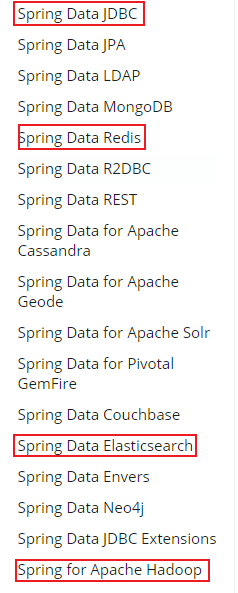 Spring Data JDBC
Spring Data JPA
Spring Data LDAP
Spring Data MongoDB
Spring Data Redis
Spring Data R2DBC
Spring Data REST
Spring Data for Apache
Cassandra
Spring Data for Apache
Geode
Spring Data for Apache Solr
Spring Data for Pivotal
GemFire
Spring Data Couchbase
Spring Data Elasticsearch
Spring Data Envers
Spring Data Neo4j
Spring Data JDBC Extensions
Spring for Apache Hadoop